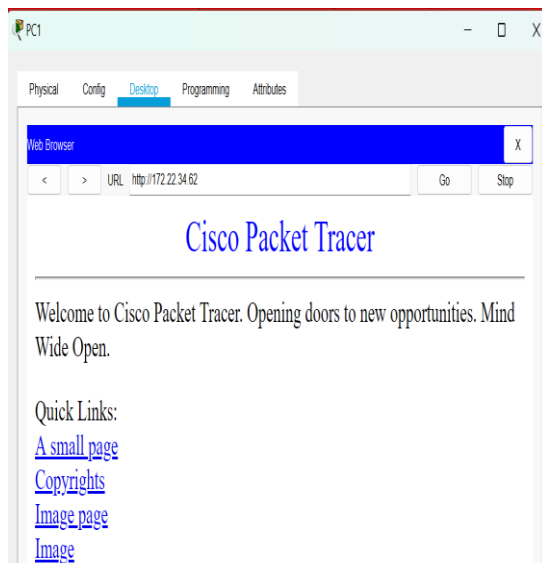 PC1
Physical Config Desktop Programming Attributes
Web Browser X
< > URL http://172.22.34.62 Go Stop
Cisco Packet Tracer
Welcome to Cisco Packet Tracer. Opening doors to new opportunities. Mind
Wide Open.
Quick Links:
A small page
Copyrights
Image page
Image